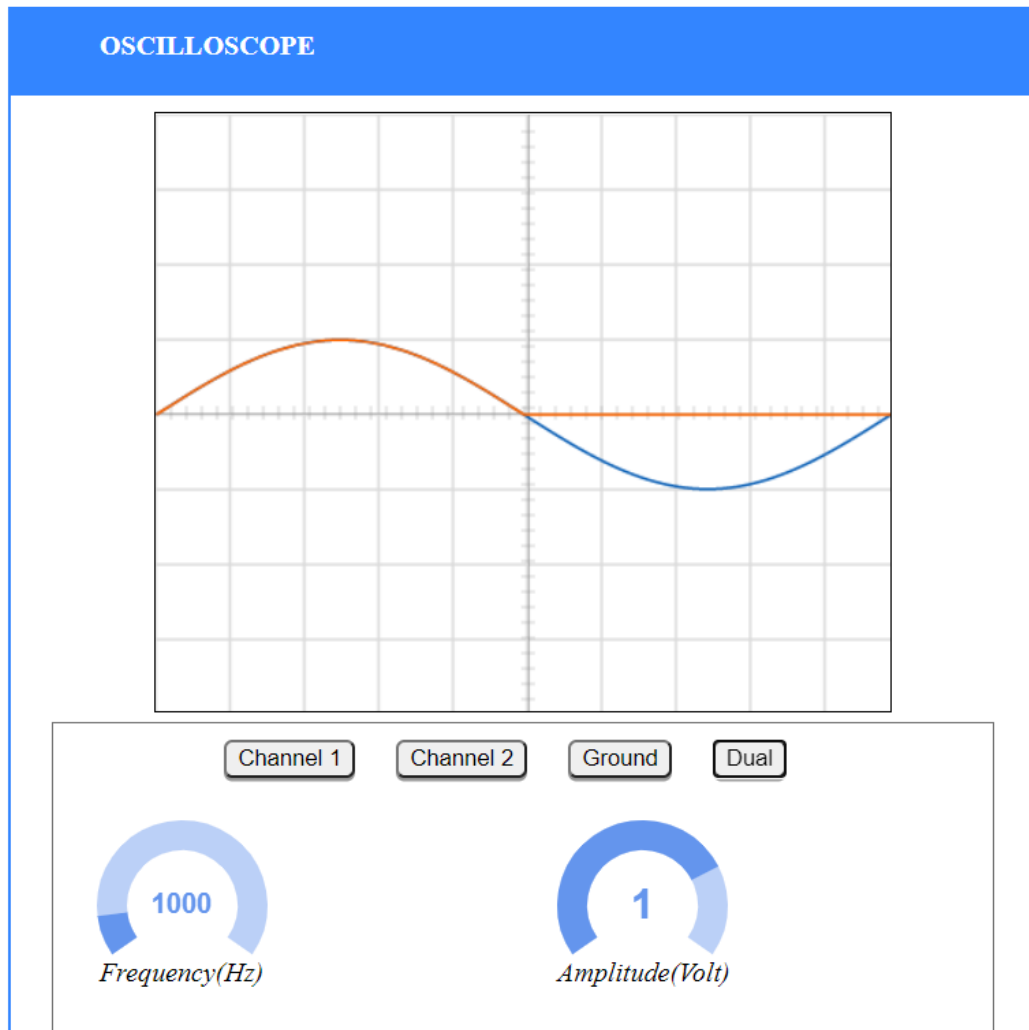 OSCILLOSCOPE
Channel 1 Channel 2 Ground Dual
1000 1
Frequency(Hz) Amplitude(Volt)